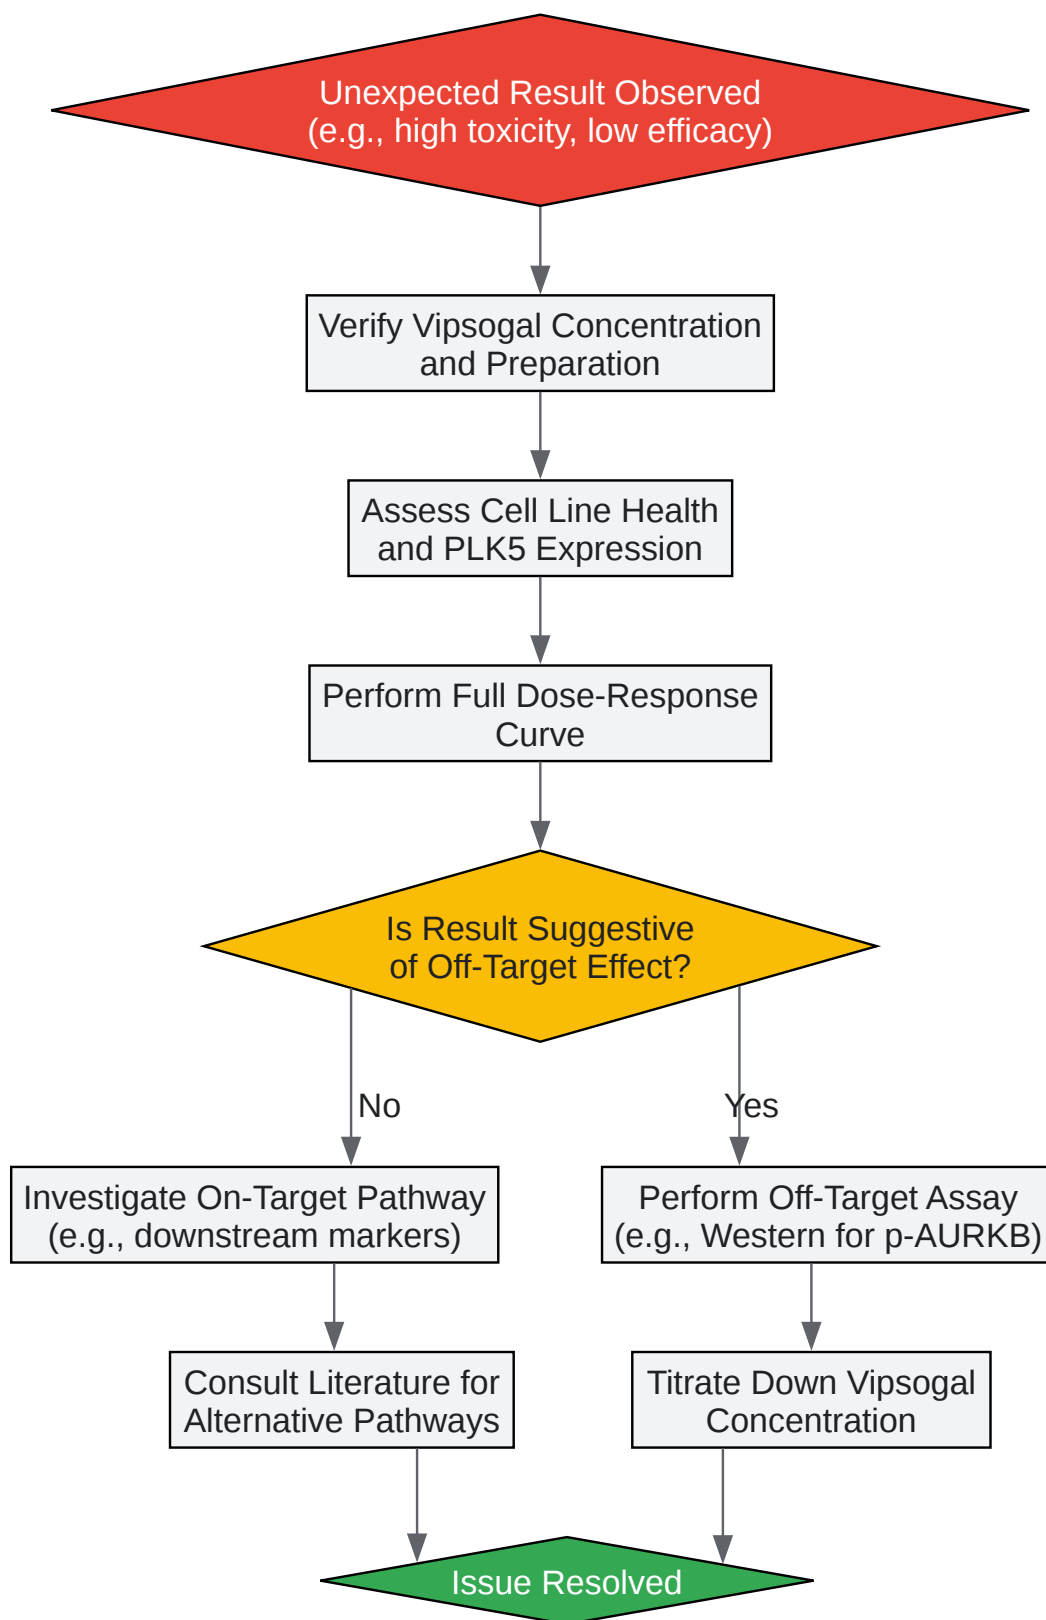 Unexpected Result Observed
(e.g., high toxicity, low efficacy)
Verify Vipsogal Concentration
and Preparation
Assess Cell Line Health
and PLK5 Expression
Perform Full Dose-Response
Curve
Is Result Suggestive
of Off-Target Effect?
No
Yes
Investigate On-Target Pathway
(e.g., downstream markers)
Perform Off-Target Assay
(e.g., Western for p-AURKB)
Consult Literature for
Alternative Pathways
Titrate Down Vipsogal
Concentration
Issue Resolved